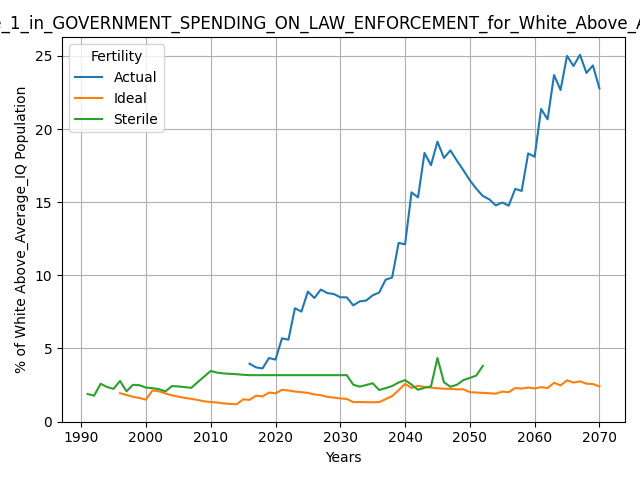 e_1_in_GOVERNMENT_SPENDING_ON_LAW_ENFORCEMENT_for_White_Above_A
Fertility
Actual
Ideal
Sterile
% of White Above_Average_IQ Population
25
20
15
10
5
0
1990 2000 2010 2020 2030 2040 2050 2060 2070
Years